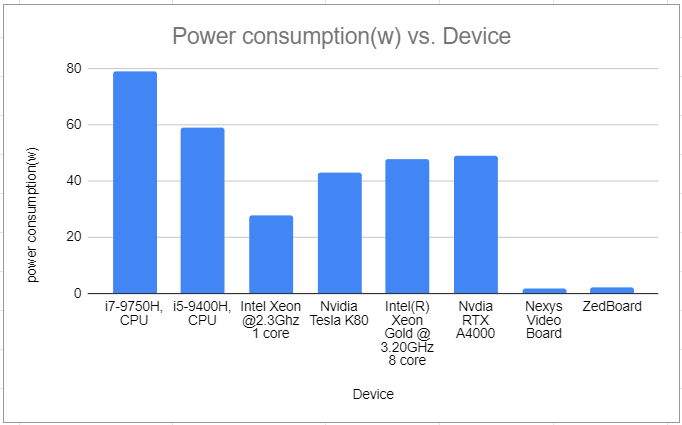 Power consumption(w) vs. Device
power consumption(w)
80
60
40
20
0
i7-9750H,
CPU
i5-9400H,
CPU
Intel Xeon
@2.3Ghz
1 core
Nvidia
Tesla K80
Intel(R)
Xeon
Gold @
3.20GHz
8 core
Nvdia
RTX
A4000
Nexys
Video
Board
ZedBoard
Device